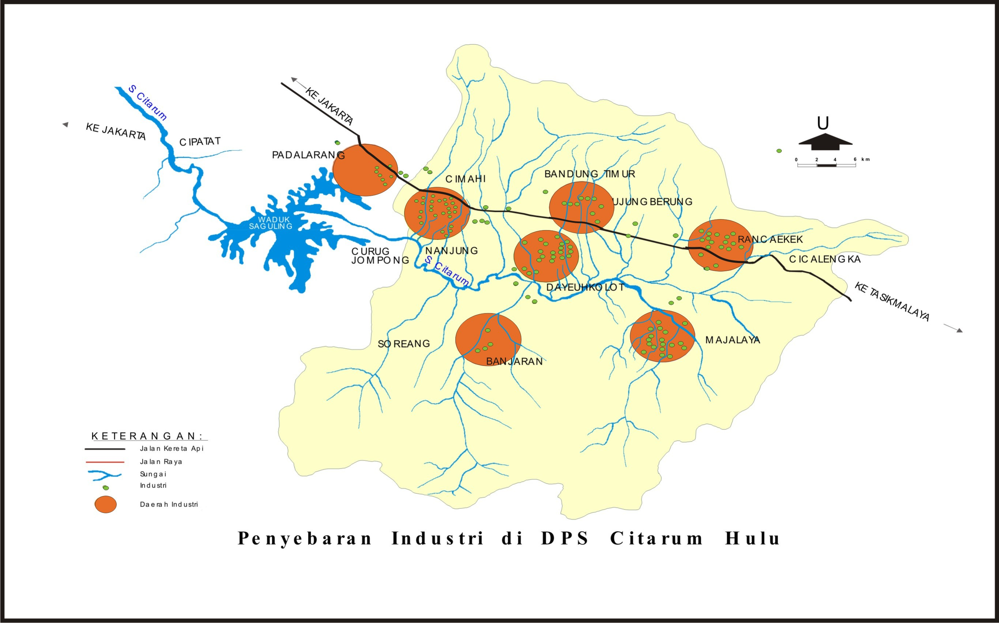 S. Citarum
KE JAKARTA
KE JAKARTA
CIPATAT
PADALARANG
U
0 2 4 6 km
CIMAHI
BANDUNG TIMUR
UJUNG BERUNG
WADUK
SAGULING
RANCAEKEK
CURUG
JOMPONG
NANJUNG
S. Citarum
CICALENGKA
DAYEUHKOLOT
KE TASIKMALAYA
SOREANG
MAJALAYA
BANJARAN
KETERANGAN:
Jalan Kereta Api
Jalan Raya
Sungai
Industri
Daerah Industri
Penyebaran Industri di DPS Citarum Hulu